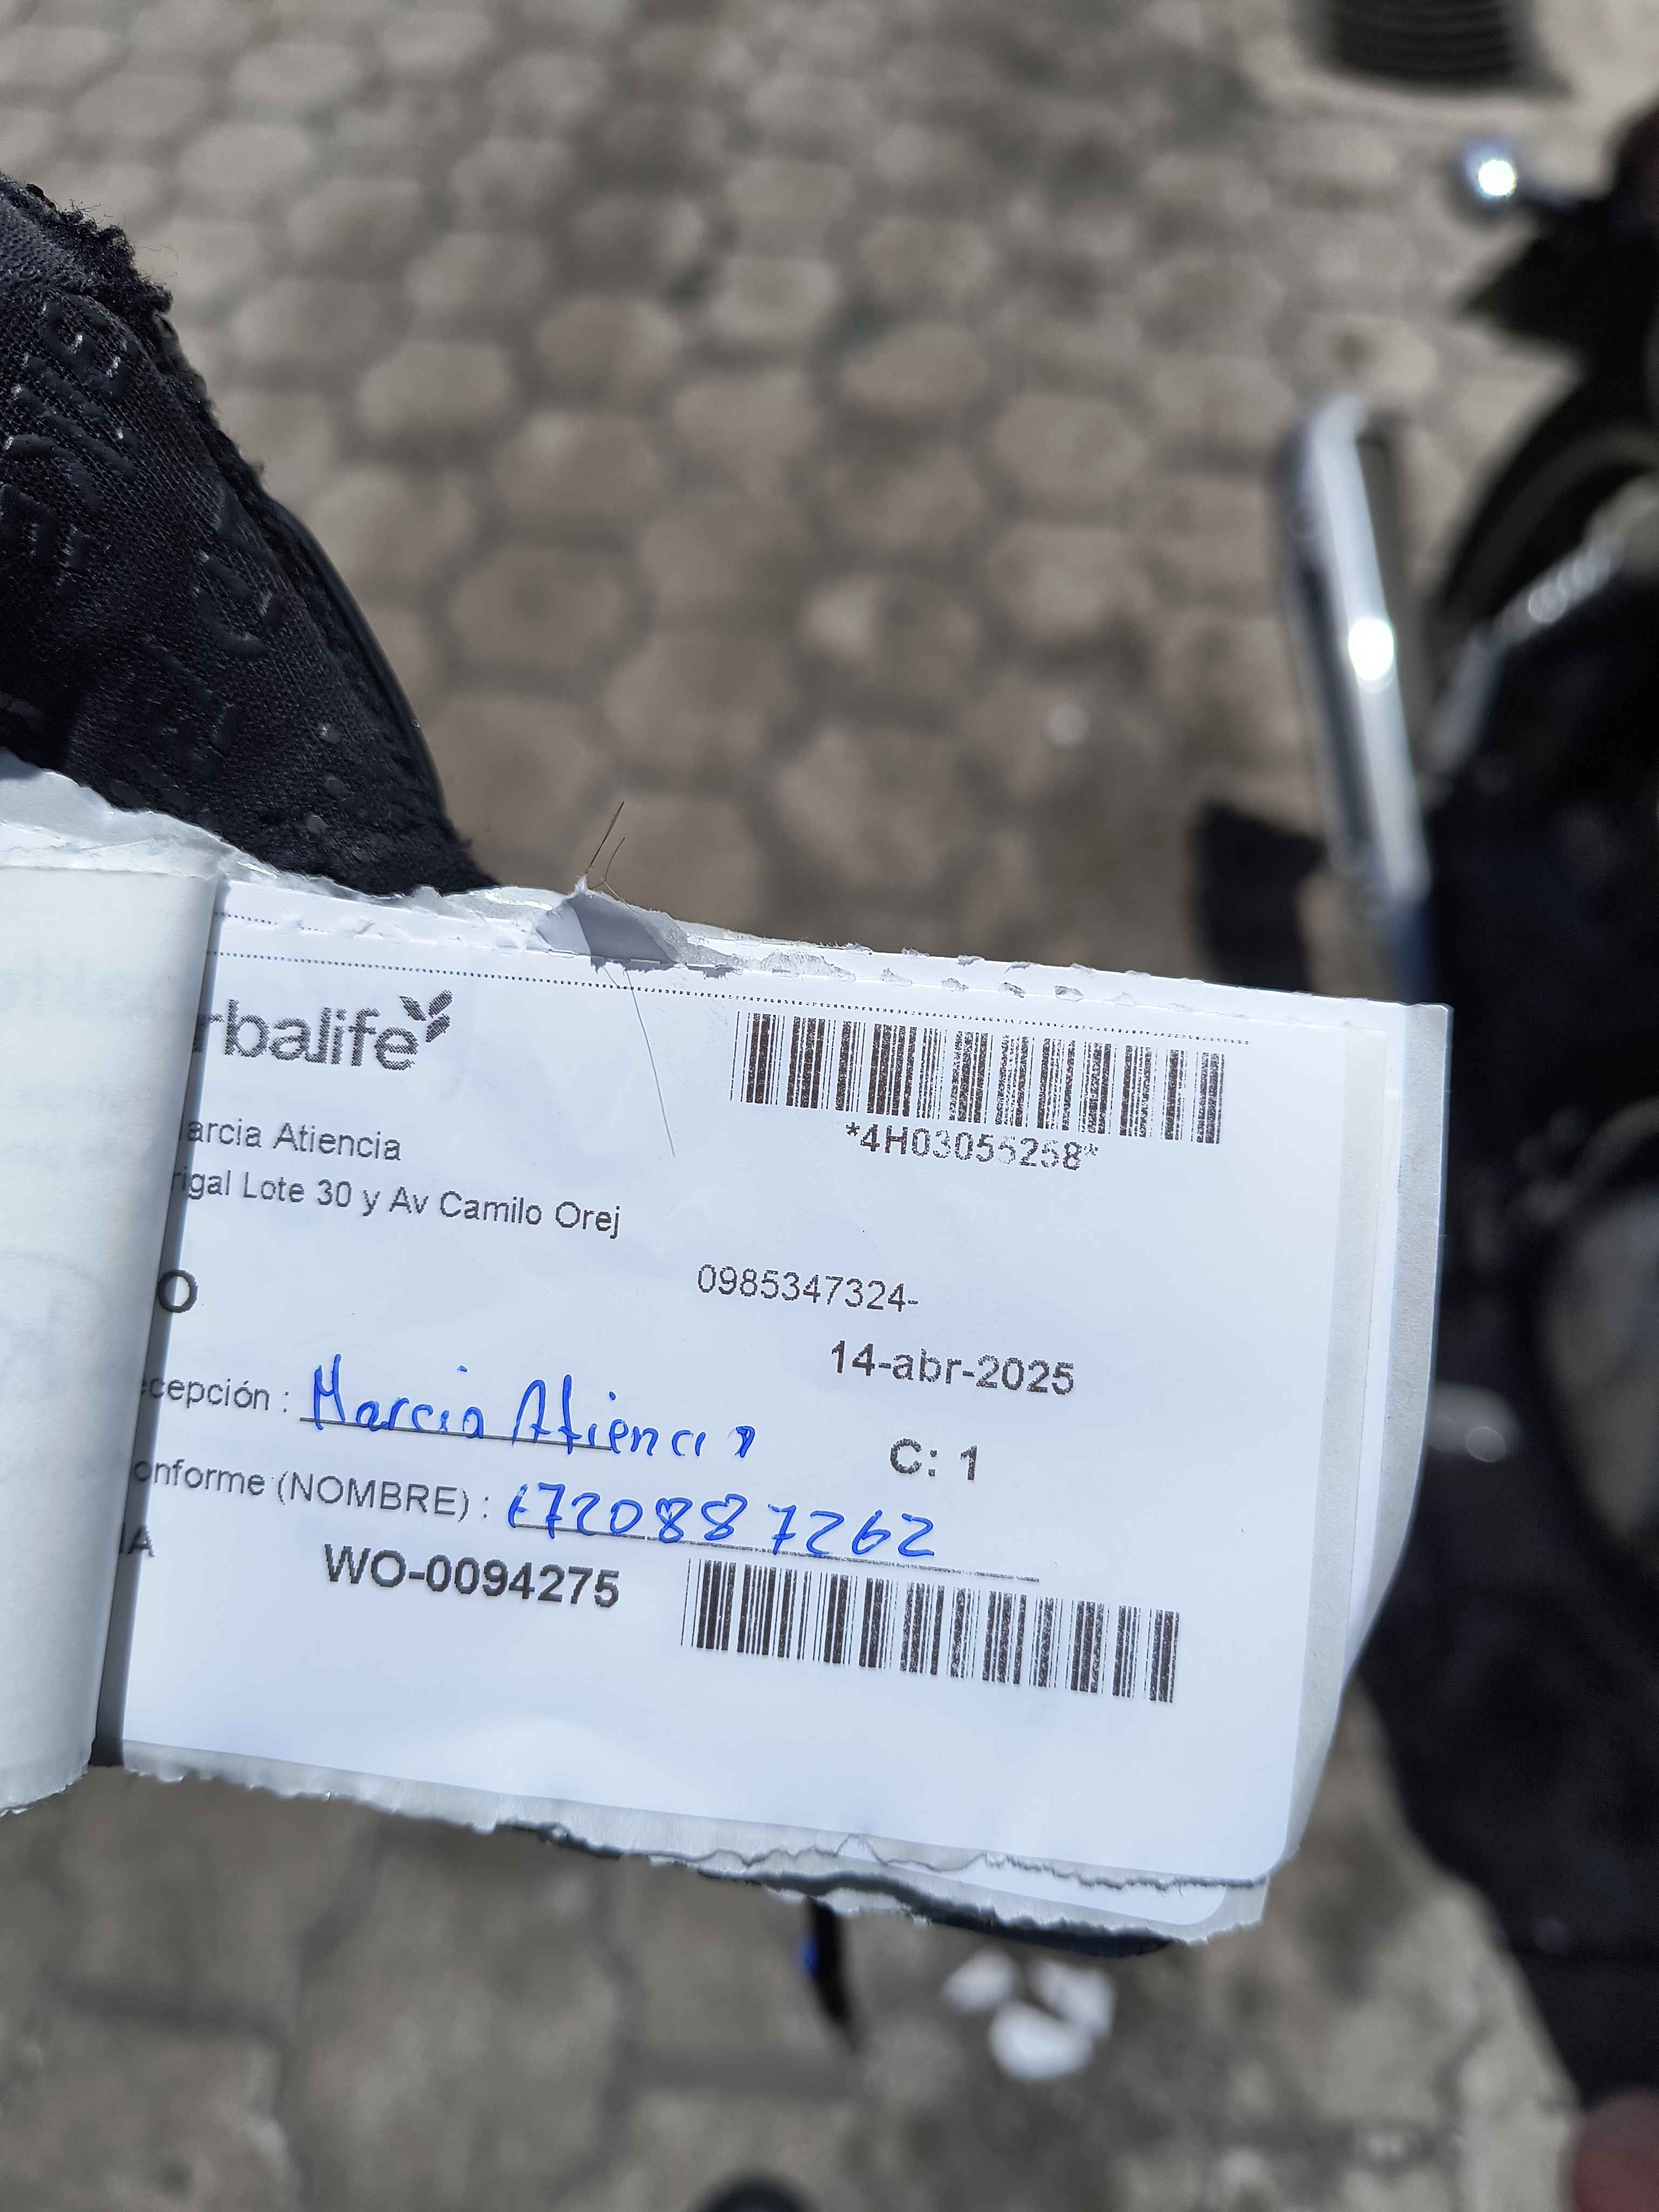 rbalife
*4H03055258*
arcia Atiencia
rigal Lote 30 y Av Camilo Orej
0985347324-
O
14-abr-2025
cepción : Marcia Atiencia
C: 1
onforme (NOMBRE) : 1720887262
IA
WO-0094275